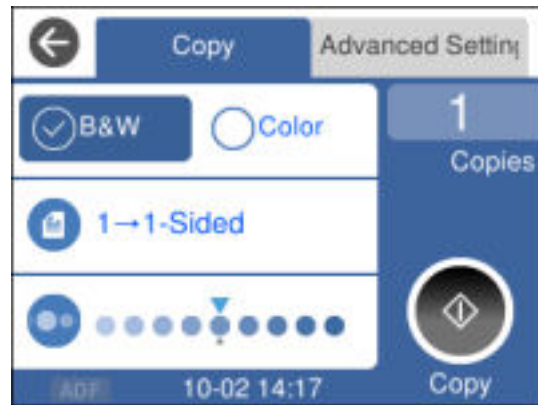 Copy
Advanced Setting
B&W
Color
1
Copies
1→1-Sided
ADF
10-02 14:17
Copy